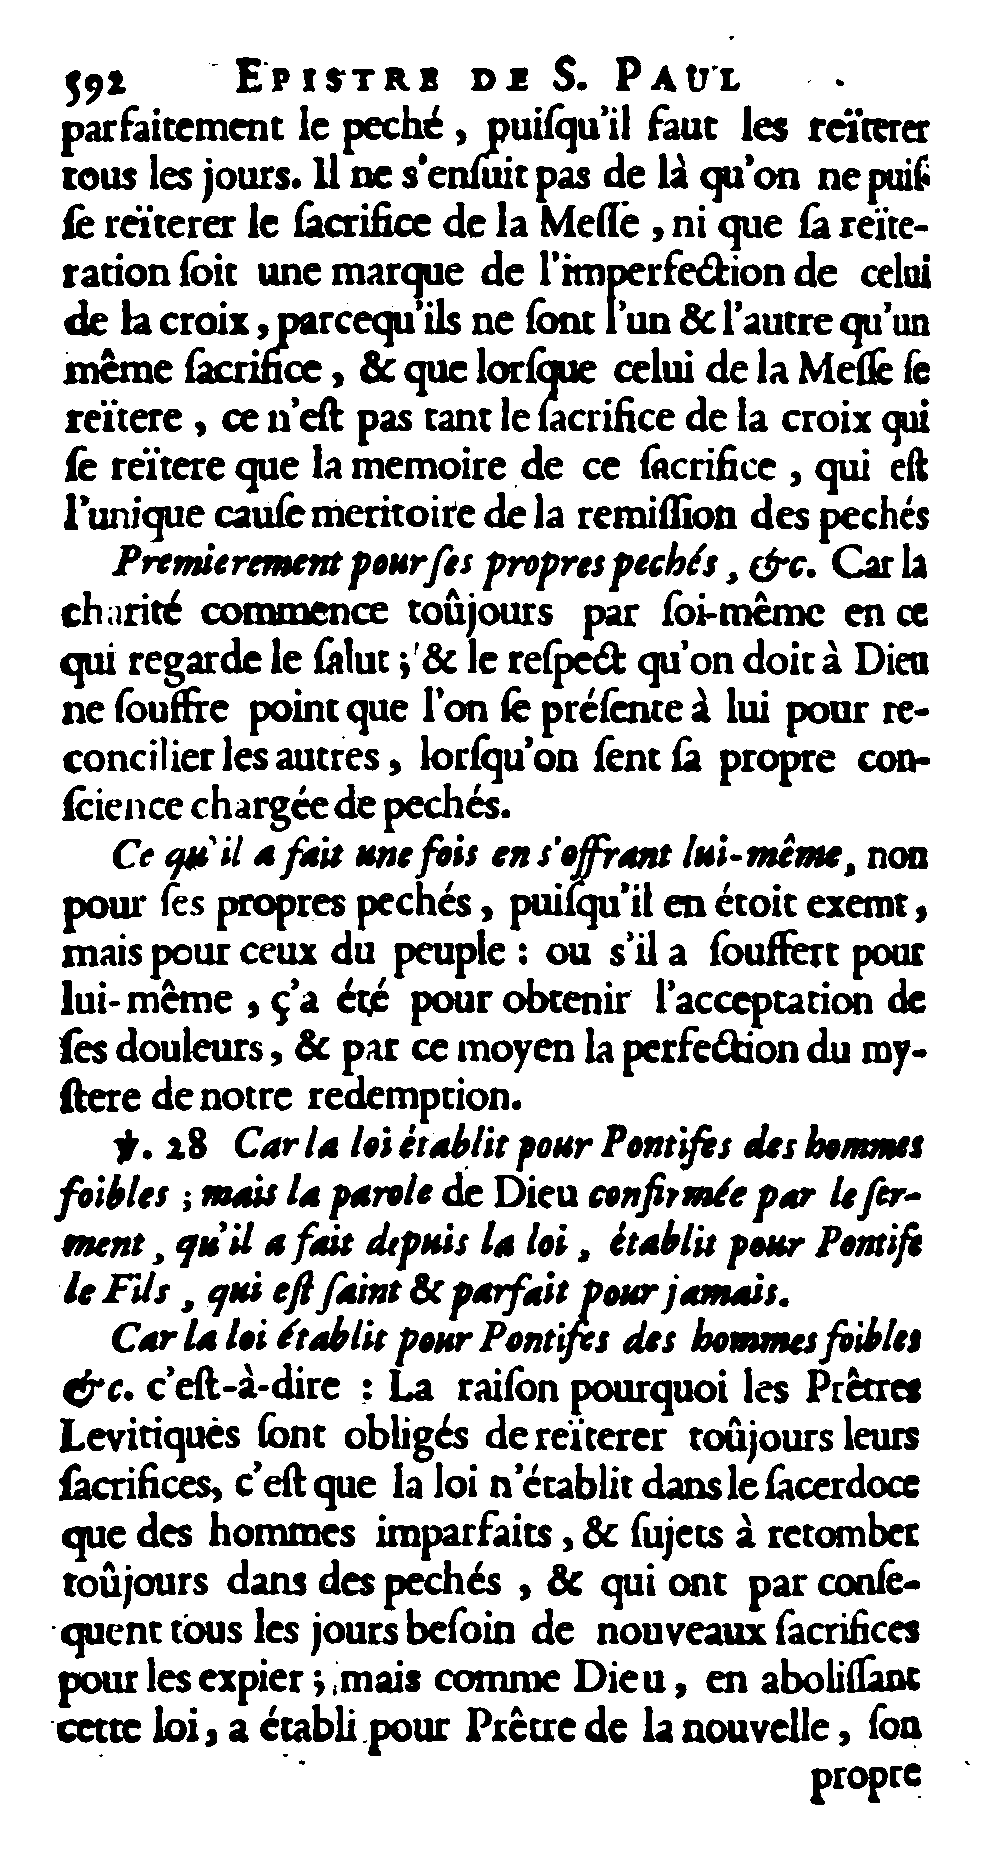 592 EPISTRE DE S. PAUL
parfaitement le peché, puiſqu'il faut les reïterer
tous les jours. Il ne s'enſuit pas de là qu'on ne puiſ-
ſe reïterer le ſacrifice de la Meſſe, ni que ſa reïte-
ration ſoit une marque de l'imperfection de celui
de la croix, parcequ'ils ne ſont l'un & l'autre qu'un
même ſacrifice, & que lorſque celui de la Meſſe ſe
reïtere, ce n'eſt pas tant le ſacrifice de la croix qui
ſe reïtere que la memoire de ce ſacrifice, qui eſt
l'unique cauſe meritoire de la remiſſion des pechés
Premierement pour ſes propres pechés, &c. Car la
charité commence toûjours par ſoi-même en ce
qui regarde le ſalut; & le reſpect qu'on doit à Dieu
ne ſouffre point que l'on ſe préſente à lui pour re-
concilier les autres, lorſqu'on ſent ſa propre con-
ſcience chargée de pechés.
Ce qu'il a fait une fois en s'offrant lui-même, non
pour ſes propres pechés, puiſqu'il en étoit exemt,
mais pour ceux du peuple : ou s'il a ſouffert pour
lui-même, ç'a été pour obtenir l'acceptation de
ſes douleurs, & par ce moyen la perfection du my-
ſtere de notre redemption.
℣. 28 Car la loi établit pour Pontifes des hommes
foibles ; mais la parole de Dieu confirmée par le ſer-
ment, qu'il a fait depuis la loi, établit pour Pontife
le Fils, qui eſt ſaint & parfait pour jamais.
Car la loi établit pour Pontifes des hommes foibles
&c. c'eſt-à-dire : La raiſon pourquoi les Prêtres
Levitiques ſont obligés de reïterer toûjours leurs
ſacrifices, c'eſt que la loi n'établit dans le ſacerdoce
que des hommes imparfaits, & ſujets à retomber
toûjours dans des pechés, & qui ont par conſe-
quent tous les jours beſoin de nouveaux ſacrifices
pour les expier ; mais comme Dieu, en aboliſſant
cette loi, a établi pour Prêtre de la nouvelle, ſon
propre